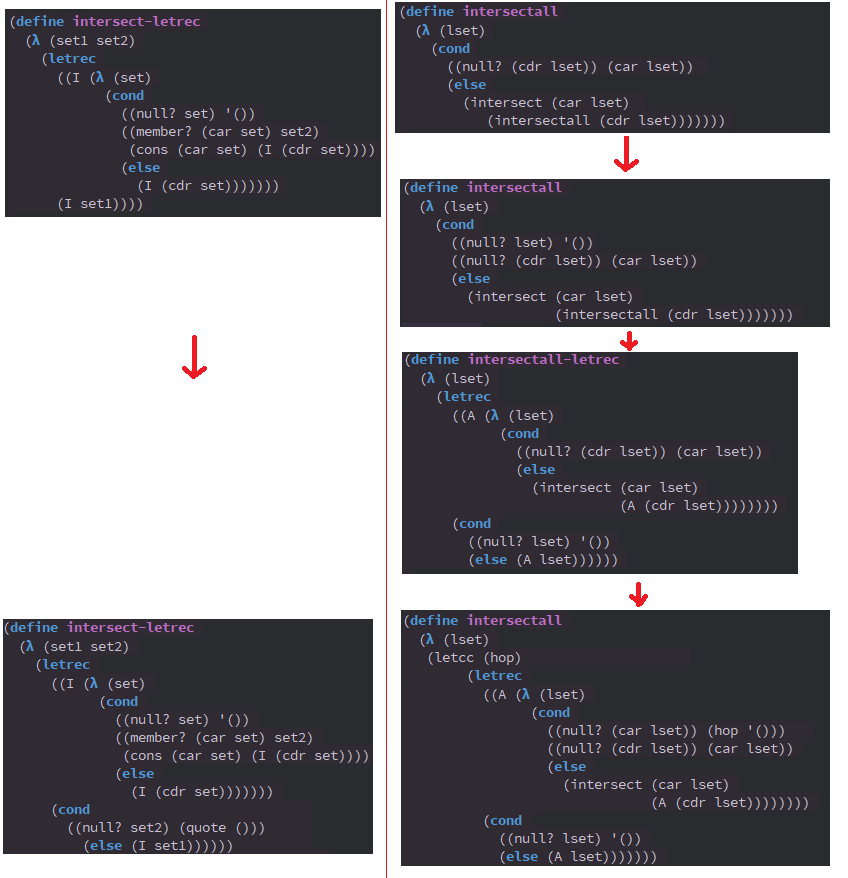 (define intersect-letrec
(λ (set1 set2)
(letrec
((I (λ (set)
(cond
((null? set) '())
((member? (car set) set2)
(cons (car set) (I (cdr set))))
(else
(I (cdr set)))))))
(I set1))))
(define intersect-letrec
(λ (set1 set2)
(letrec
((I (λ (set)
(cond
((null? set) '())
((member? (car set) set2)
(cons (car set) (I (cdr set))))
(else
(I (cdr set)))))))
(cond
((null? set2) (quote ()))
(else (I set1))))))
(define intersectall
(λ (lset)
(cond
((null? (cdr lset)) (car lset))
(else
(intersect (car lset)
(intersectall (cdr lset)))))))
(define intersectall
(λ (lset)
(cond
((null? lset) '())
((null? (cdr lset)) (car lset))
(else
(intersect (car lset)
(intersectall (cdr lset)))))))
(define intersectall-letrec
(λ (lset)
(letrec
((A (λ (lset)
(cond
((null? (cdr lset)) (car lset))
(else
(intersect (car lset)
(A (cdr lset))))))))
(cond
((null? lset) '())
(else (A lset))))))
(define intersectall
(λ (lset)
(letcc (hop)
(letrec
((A (λ (lset)
(cond
((null? (car lset)) (hop '()))
((null? (cdr lset)) (car lset))
(else
(intersect (car lset)
(A (cdr lset))))))))
(cond
((null? lset) '())
(else (A lset)))))))